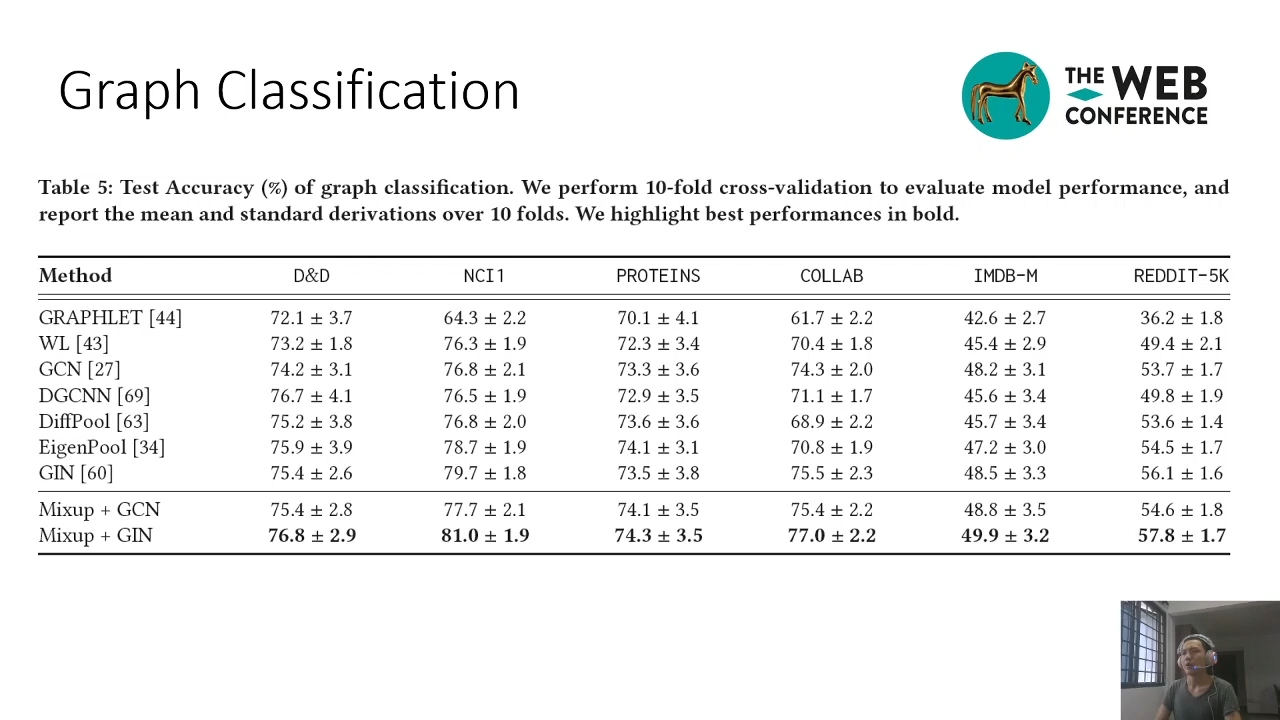 Graph Classification
THE WEB
CONFERENCE
Table 5: Test Accuracy (%) of graph classification. We perform 10-fold cross-validation to evaluate model performance, and
report the mean and standard derivations over 10 folds. We highlight best performances in bold.
Method D&D NCI1 PROTEINS COLLAB IMDB-M REDDIT-5K
GRAPHLET [44] 72.1 ± 3.7 64.3 ± 2.2 70.1 ± 4.1 61.7 ± 2.2 42.6 ± 2.7 36.2 ± 1.8
WL [43] 73.2 ± 1.8 76.3 ± 1.9 72.3 ± 3.4 70.4 ± 1.8 45.4 ± 2.9 49.4 ± 2.1
GCN [27] 74.2 ± 3.1 76.8 ± 2.1 73.3 ± 3.6 74.3 ± 2.0 48.2 ± 3.1 53.7 ± 1.7
DGCNN [69] 76.7 ± 4.1 76.5 ± 1.9 72.9 ± 3.5 71.1 ± 1.7 45.6 ± 3.4 49.8 ± 1.9
DiffPool [63] 75.2 ± 3.8 76.8 ± 2.0 73.6 ± 3.6 68.9 ± 2.2 45.7 ± 3.4 53.6 ± 1.4
EigenPool [34] 75.9 ± 3.9 78.7 ± 1.9 74.1 ± 3.1 70.8 ± 1.9 47.2 ± 3.0 54.5 ± 1.7
GIN [60] 75.4 ± 2.6 79.7 ± 1.8 73.5 ± 3.8 75.5 ± 2.3 48.5 ± 3.3 56.1 ± 1.6
Mixup + GCN 75.4 ± 2.8 77.7 ± 2.1 74.1 ± 3.5 75.4 ± 2.2 48.8 ± 3.5 54.6 ± 1.8
Mixup + GIN 76.8 ± 2.9 81.0 ± 1.9 74.3 ± 3.5 77.0 ± 2.2 49.9 ± 3.2 57.8 ± 1.7